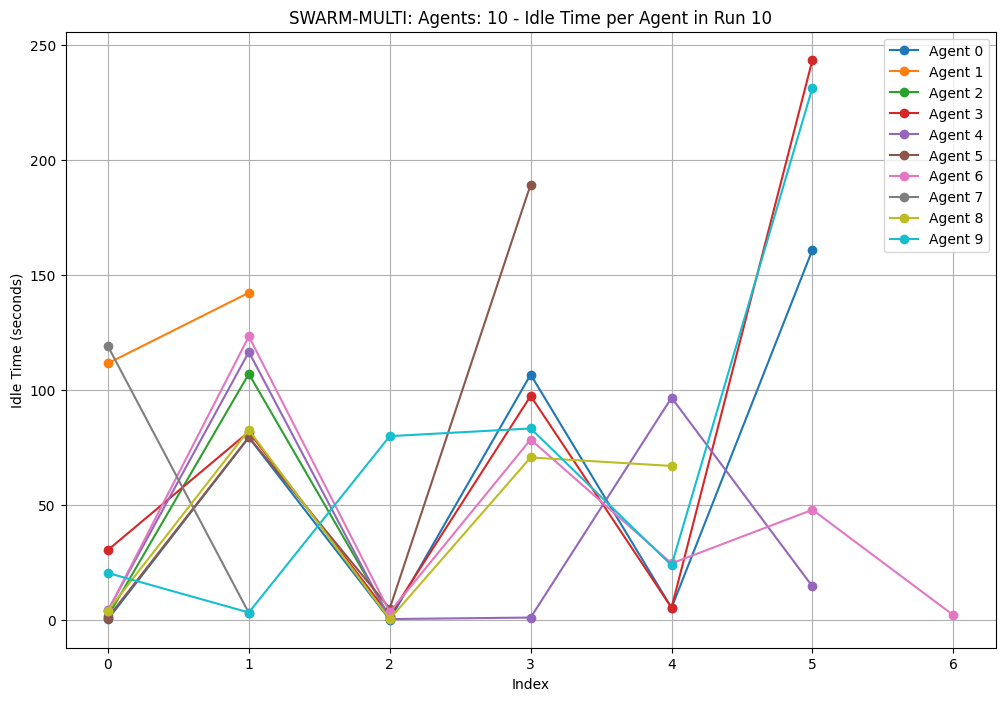 SWARM-MULTI: Agents: 10 - Idle Time per Agent in Run 10
Idle Time (seconds)
250
200
150
100
50
0
0 1 2 3 4 5 6
Index
Agent 0
Agent 1
Agent 2
Agent 3
Agent 4
Agent 5
Agent 6
Agent 7
Agent 8
Agent 9